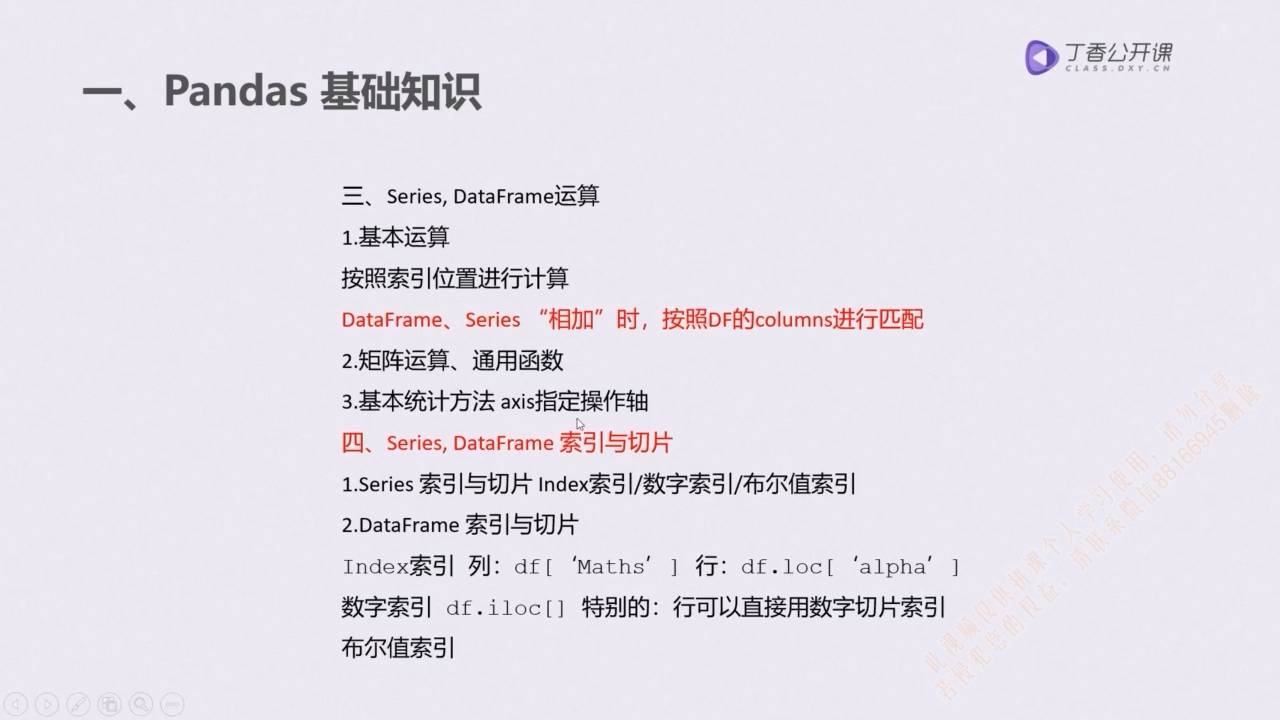 丁香公开课
CLASS.DXY.CN
一、Pandas 基础知识
三、Series, DataFrame运算
1.基本运算
按照索引位置进行计算
DataFrame、Series “相加”时，按照DF的columns进行匹配
2.矩阵运算、通用函数
3.基本统计方法 axis指定操作轴
四、Series, DataFrame 索引与切片
1.Series 索引与切片 Index索引/数字索引/布尔值索引
2.DataFrame 索引与切片
Index索引 列：df[‘Maths’] 行：df.loc[‘alpha’]
数字索引 df.iloc[] 特别的：行可以直接用数字切片索引
布尔值索引
此视频仅供拼课个人学习使用，请勿分享
若侵犯您的权益，请联系微信88166945删除